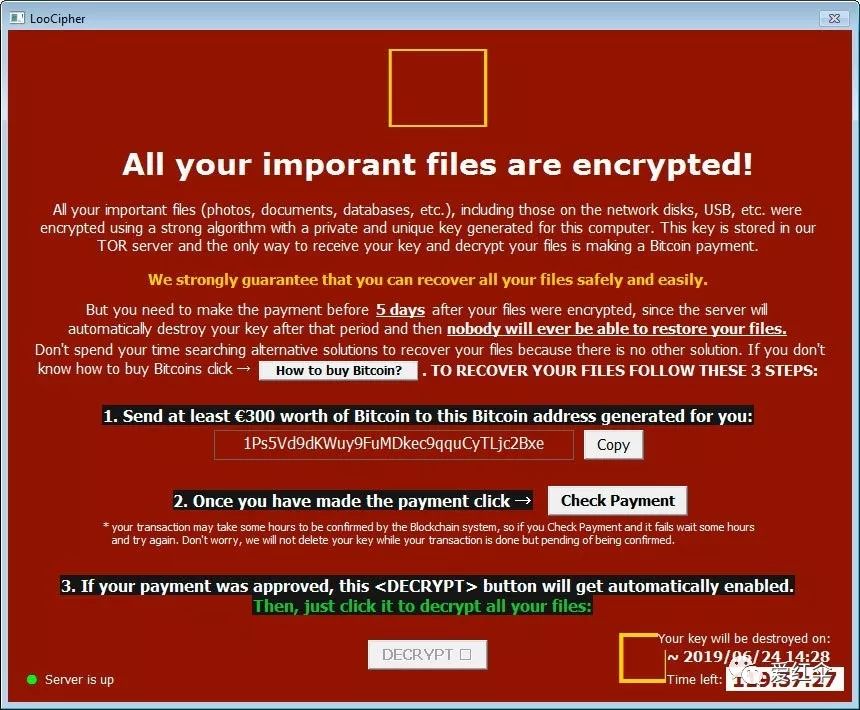 LooCipher
All your imporant files are encrypted!
All your important files (photos, documents, databases, etc.), including those on the network disks, USB, etc. were
encrypted using a strong algorithm with a private and unique key generated for this computer. This key is stored in our
TOR server and the only way to receive your key and decrypt your files is making a Bitcoin payment.
We strongly guarantee that you can recover all your files safely and easily.
But you need to make the payment before 5 days after your files were encrypted, since the server will
automatically destroy your key after that period and then nobody will ever be able to restore your files.
Don't spend your time searching alternative solutions to recover your files because there is no other solution. If you don't
know how to buy Bitcoins click → How to buy Bitcoin? . TO RECOVER YOUR FILES FOLLOW THESE 3 STEPS:
1. Send at least €300 worth of Bitcoin to this Bitcoin address generated for you:
1Ps5Vd9dKWuy9FuMDkec9qquCyTLjc2Bxe Copy
2. Once you have made the payment click → Check Payment
* your transaction may take some hours to be confirmed by the Blockchain system, so if you Check Payment and it fails wait some hours
and try again. Don't worry, we will not delete your key while your transaction is done but pending of being confirmed.
3. If your payment was approved, this <DECRYPT> button will get automatically enabled.
Then, just click it to decrypt all your files:
DECRYPT
Your key will be destroyed on:
~ 2019/06/24 14:28
Server is up
Time left:
爱红伞